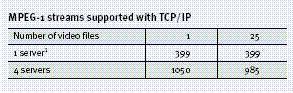 MPEG-1 streams supported with TCP/IP
Number of video files 1 25
1 server¹ 399 399
4 servers 1050 985